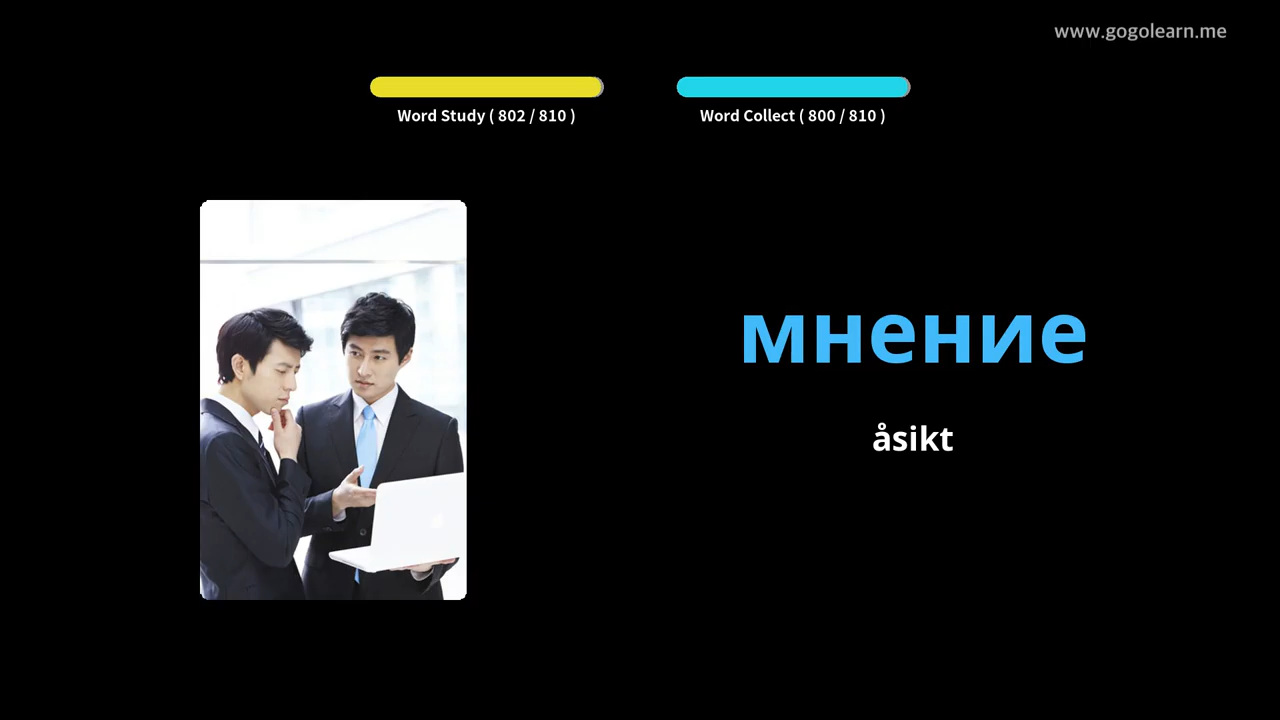 www.gogolearn.me
Word Study ( 802 / 810 )
Word Collect ( 800 / 810 )
мнение
åsikt